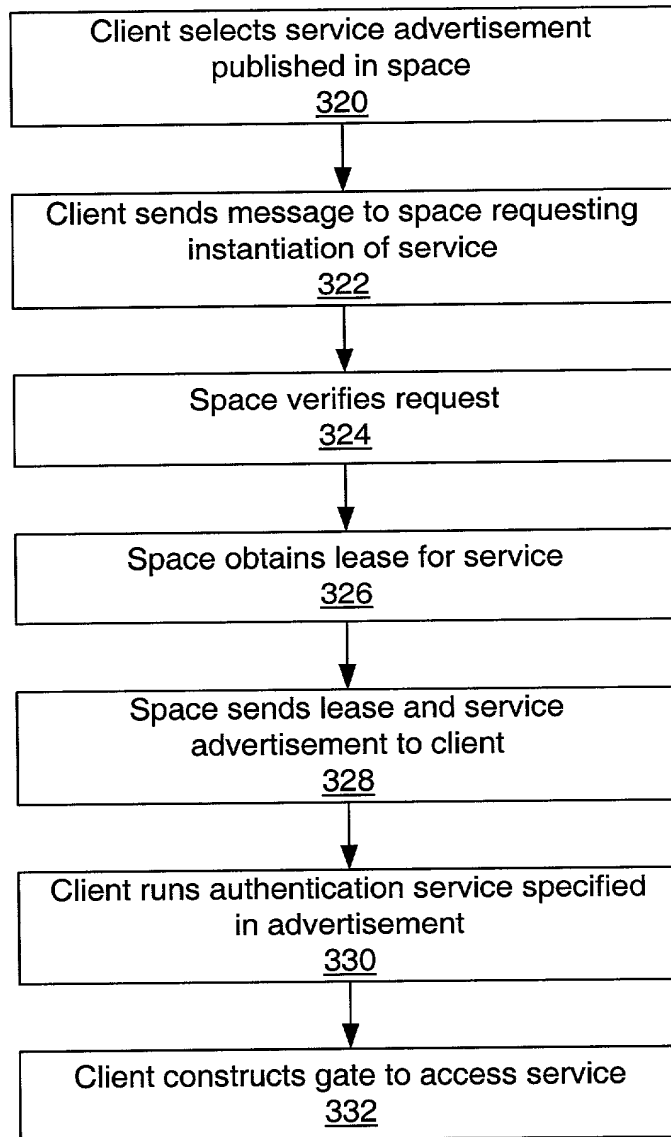 Client selects service advertisement
published in space
320
Client sends message to space requesting
instantiation of service
322
Space verifies request
324
Space obtains lease for service
326
Space sends lease and service
advertisement to client
328
Client runs authentication service specified
in advertisement
330
Client constructs gate to access service
332